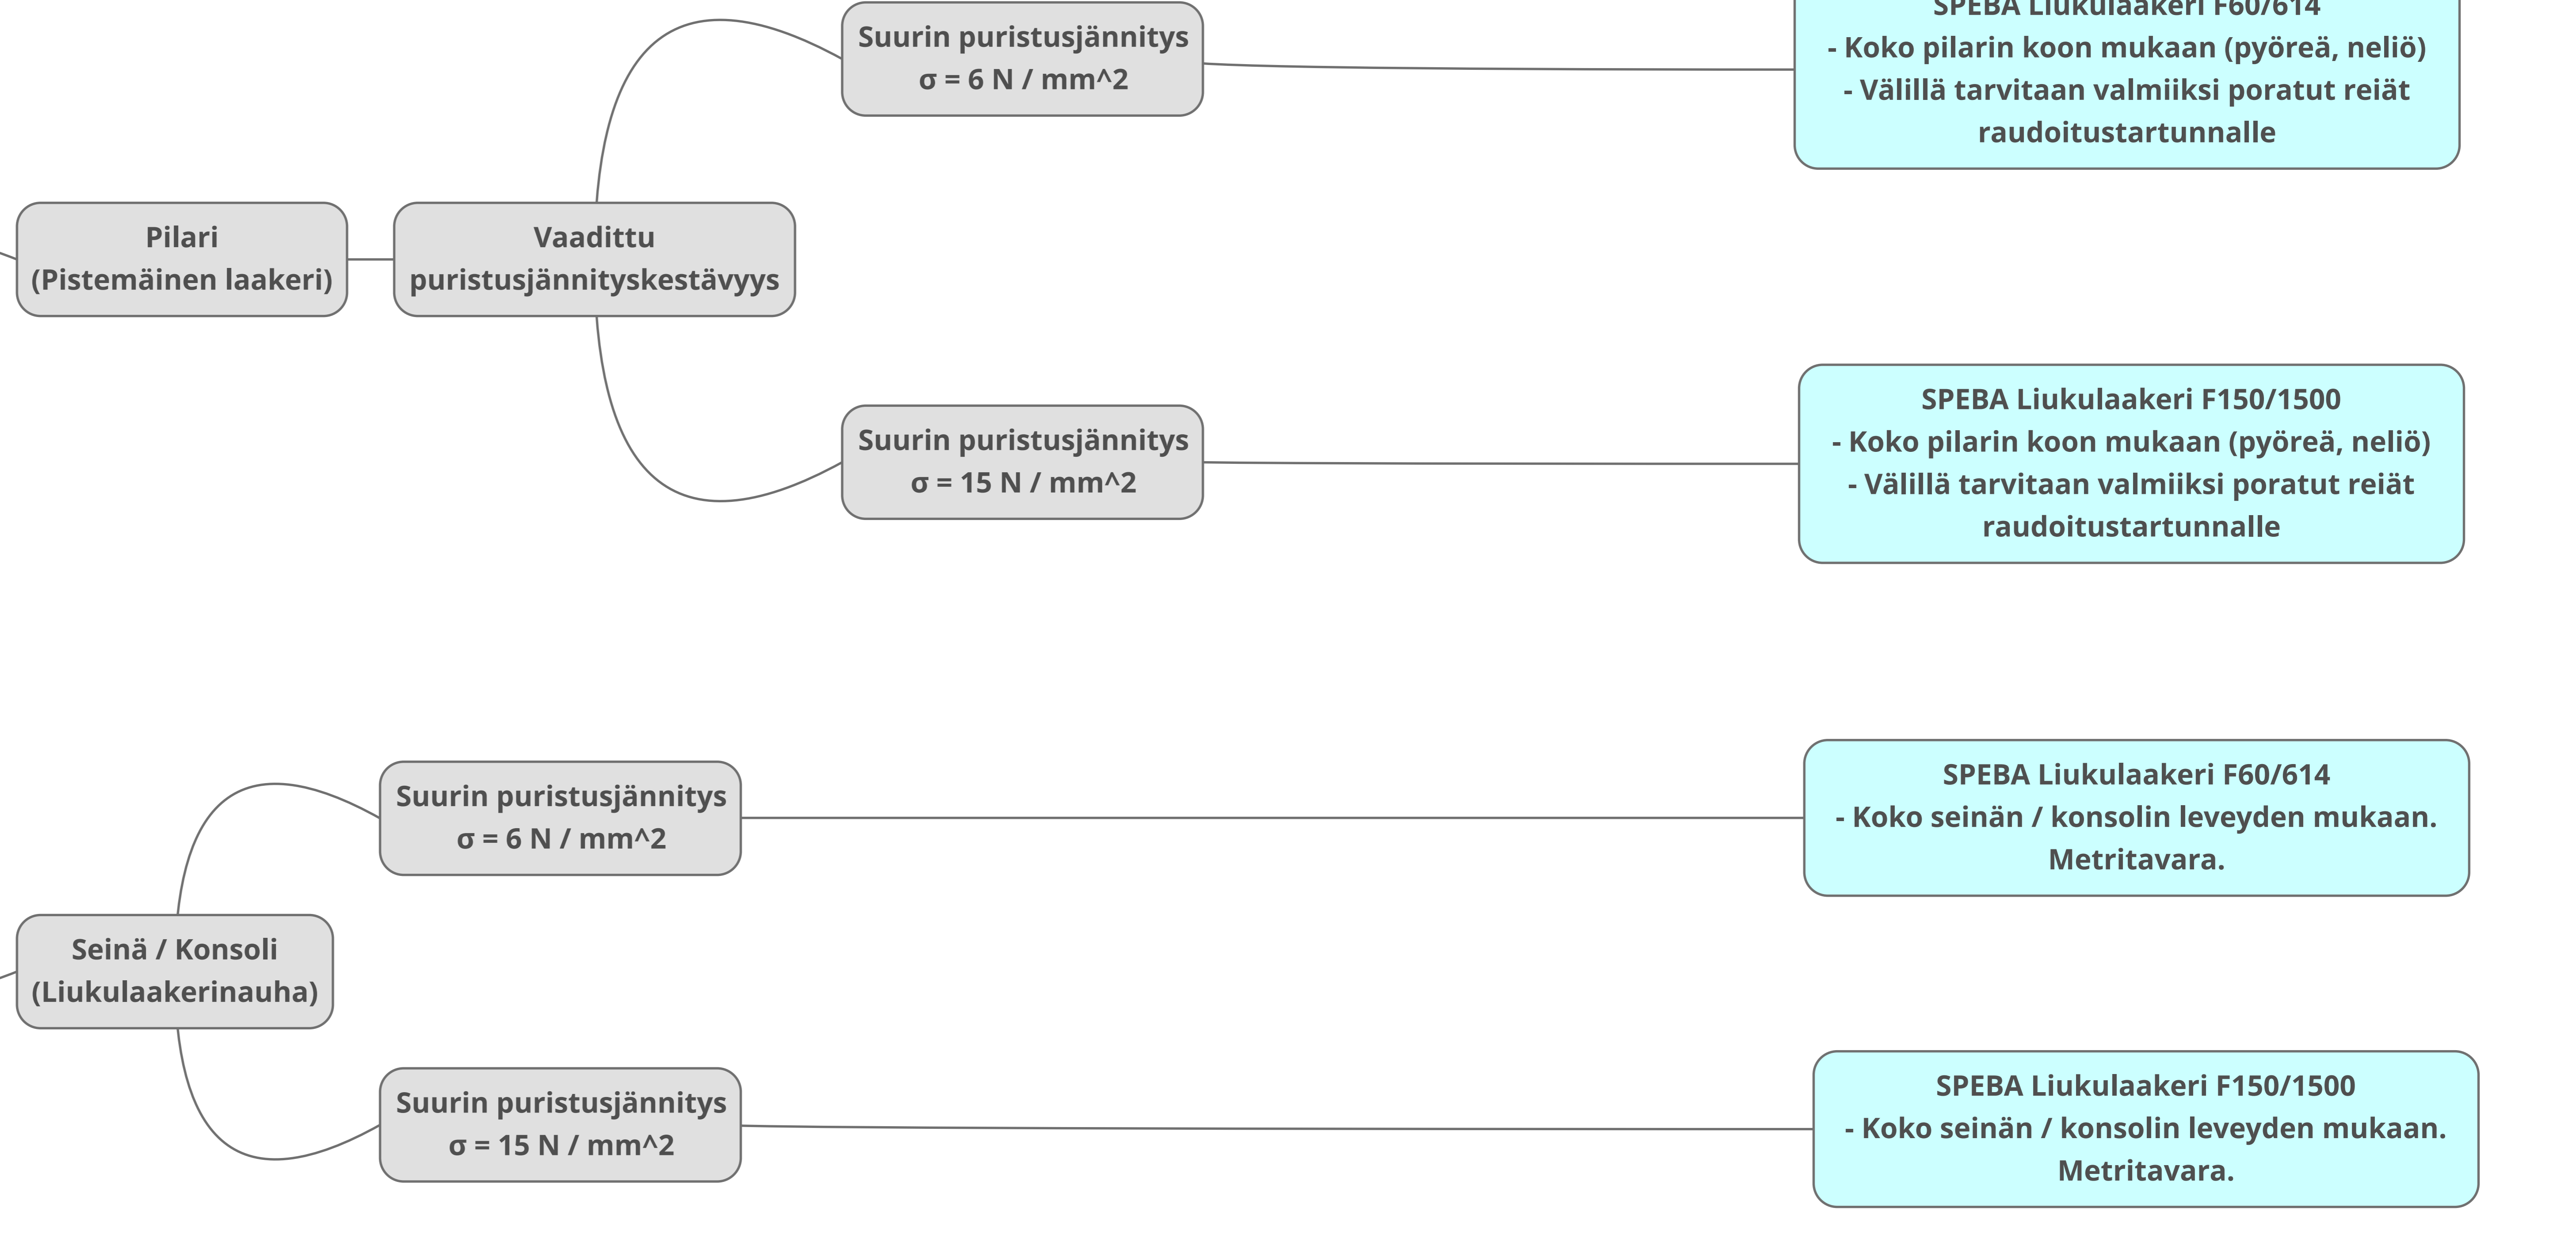 Suurin puristusjännitys
σ = 6 N / mm^2
SPEBA Liukulaakeri F60/614
- Koko pilarin koon mukaan (pyöreä, neliö)
- Välillä tarvitaan valmiiksi poratut reiät
raudoitustartunnalle
Pilari
(Pistemäinen laakeri)
Vaadittu
puristusjännityskestävyys
Suurin puristusjännitys
σ = 15 N / mm^2
SPEBA Liukulaakeri F150/1500
- Koko pilarin koon mukaan (pyöreä, neliö)
- Välillä tarvitaan valmiiksi poratut reiät
raudoitustartunnalle
Suurin puristusjännitys
σ = 6 N / mm^2
SPEBA Liukulaakeri F60/614
- Koko seinän / konsolin leveyden mukaan.
Metritavara.
Seinä / Konsoli
(Liukulaakerinauha)
Suurin puristusjännitys
σ = 15 N / mm^2
SPEBA Liukulaakeri F150/1500
- Koko seinän / konsolin leveyden mukaan.
Metritavara.